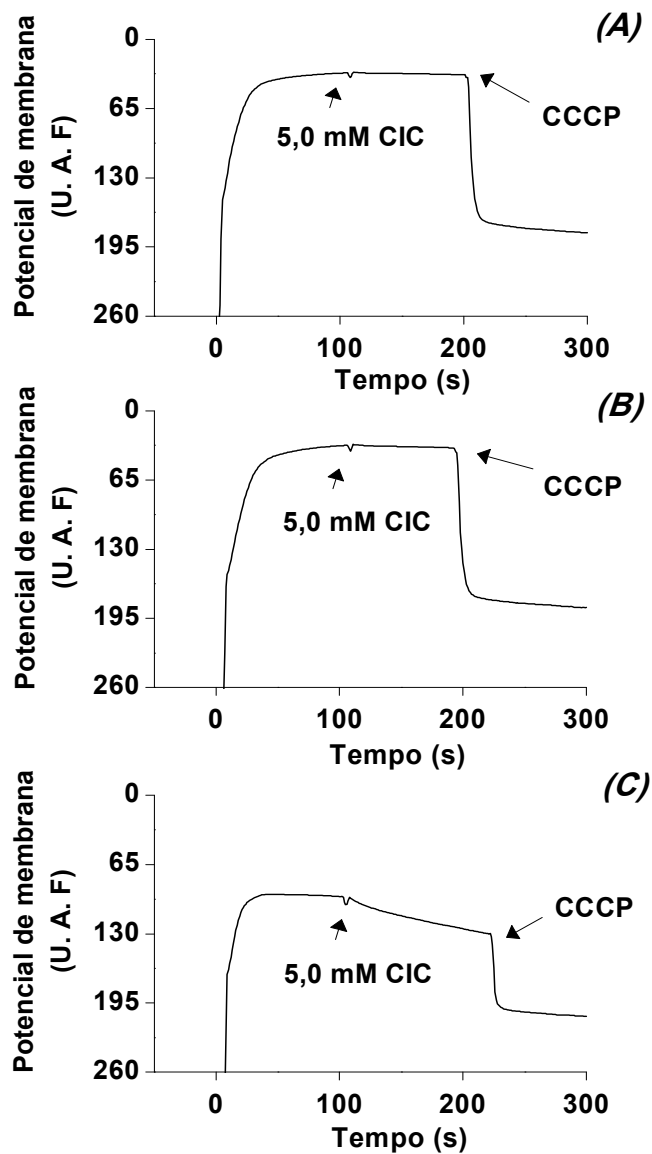 (A)
Potencial de membrana
(U. A. F)
0
65
130
195
260
5,0 mM CIC
CCCP
0 100 200 300
Tempo (s)
(B)
Potencial de membrana
(U. A. F)
0
65
130
195
260
5,0 mM CIC
CCCP
0 100 200 300
Tempo (s)
(C)
Potencial de membrana
(U. A. F)
0
65
130
195
260
5,0 mM CIC
CCCP
0 100 200 300
Tempo (s)